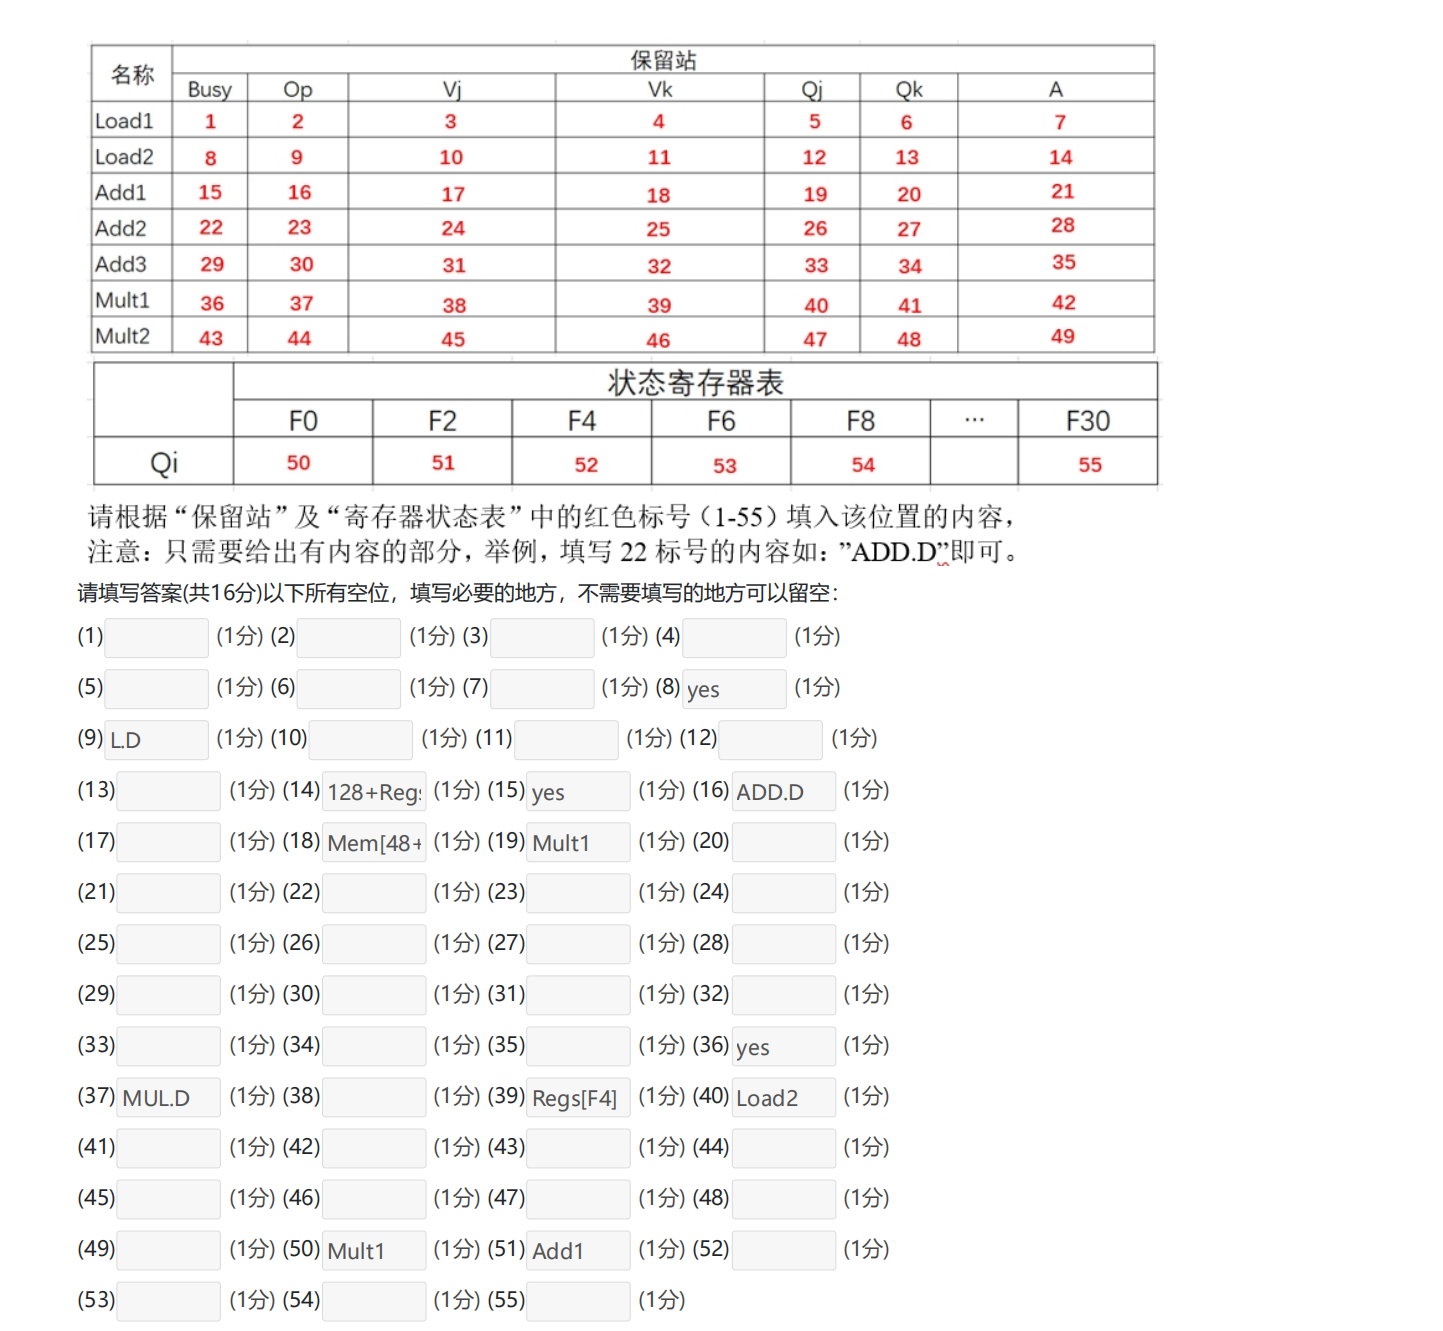 名称 保留站
Busy Op Vj Vk Qj Qk A
Load1 1 2 3 4 5 6 7
Load2 8 9 10 11 12 13 14
Add1 15 16 17 18 19 20 21
Add2 22 23 24 25 26 27 28
Add3 29 30 31 32 33 34 35
Mult1 36 37 38 39 40 41 42
Mult2 43 44 45 46 47 48 49
状态寄存器表
F0 F2 F4 F6 F8 … F30
Qi 50 51 52 53 54 55
请根据“保留站”及“寄存器状态表”中的红色标号（1-55）填入该位置的内容，
注意：只需要给出有内容的部分，举例，填写 22 标号的内容如：”ADD.D”即可。
请填写答案(共16分)以下所有空位，填写必要的地方，不需要填写的地方可以留空：
(1) (1分) (2) (1分) (3) (1分) (4) (1分)
(5) (1分) (6) (1分) (7) (1分) (8) yes (1分)
(9) L.D (1分) (10) (1分) (11) (1分) (12) (1分)
(13) (1分) (14) 128+Reg (1分) (15) yes (1分) (16) ADD.D (1分)
(17) (1分) (18) Mem[48+ (1分) (19) Mult1 (1分) (20) (1分)
(21) (1分) (22) (1分) (23) (1分) (24) (1分)
(25) (1分) (26) (1分) (27) (1分) (28) (1分)
(29) (1分) (30) (1分) (31) (1分) (32) (1分)
(33) (1分) (34) (1分) (35) (1分) (36) yes (1分)
(37) MUL.D (1分) (38) (1分) (39) Regs[F4] (1分) (40) Load2 (1分)
(41) (1分) (42) (1分) (43) (1分) (44) (1分)
(45) (1分) (46) (1分) (47) (1分) (48) (1分)
(49) (1分) (50) Mult1 (1分) (51) Add1 (1分) (52) (1分)
(53) (1分) (54) (1分) (55) (1分)